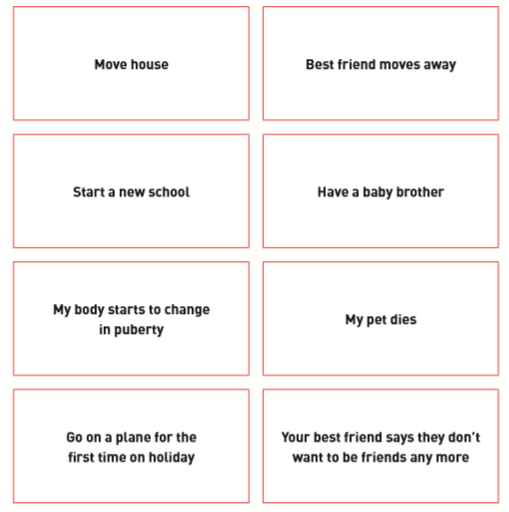 Move house
Best friend moves away
Start a new school
Have a baby brother
My body starts to change
in puberty
My pet dies
Go on a plane for the
first time on holiday
Your best friend says they don’t
want to be friends any more